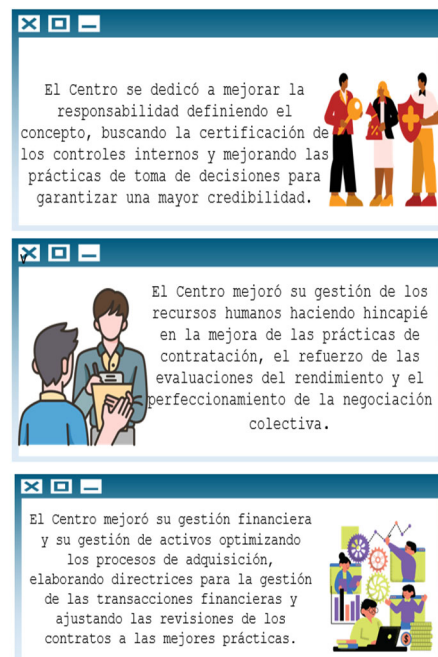 El Centro se dedicó a mejorar la
responsabilidad definiendo el
concepto, buscando la certificación de
los controles internos y mejorando las
prácticas de toma de decisiones para
garantizar una mayor credibilidad.
v
El Centro mejoró su gestión de los
recursos humanos haciendo hincapié
en la mejora de las prácticas de
contratación, el refuerzo de las
evaluaciones del rendimiento y el
perfeccionamiento de la negociación
colectiva.
El Centro mejoró su gestión financiera
y su gestión de activos optimizando
los procesos de adquisición,
elaborando directrices para la gestión
de las transacciones financieras y
ajustando las revisiones de los
contratos a las mejores prácticas.
$